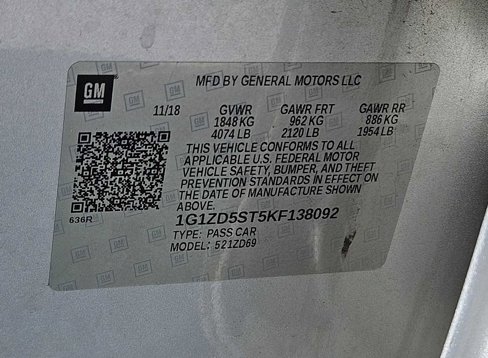 GM
MFD BY GENERAL MOTORS LLC
11/18 GVWR GAWR FRT GAWR RR
1848 KG 962 KG 886 KG
4074 LB 2120 LB 1954 LB
THIS VEHICLE CONFORMS TO ALL
APPLICABLE U.S. FEDERAL MOTOR
VEHICLE SAFETY, BUMPER, AND THEFT
PREVENTION STANDARDS IN EFFECT ON
THE DATE OF MANUFACTURE SHOWN
ABOVE.
636R
1G1ZD5ST5KF138092
TYPE: PASS CAR
MODEL: 521ZD69